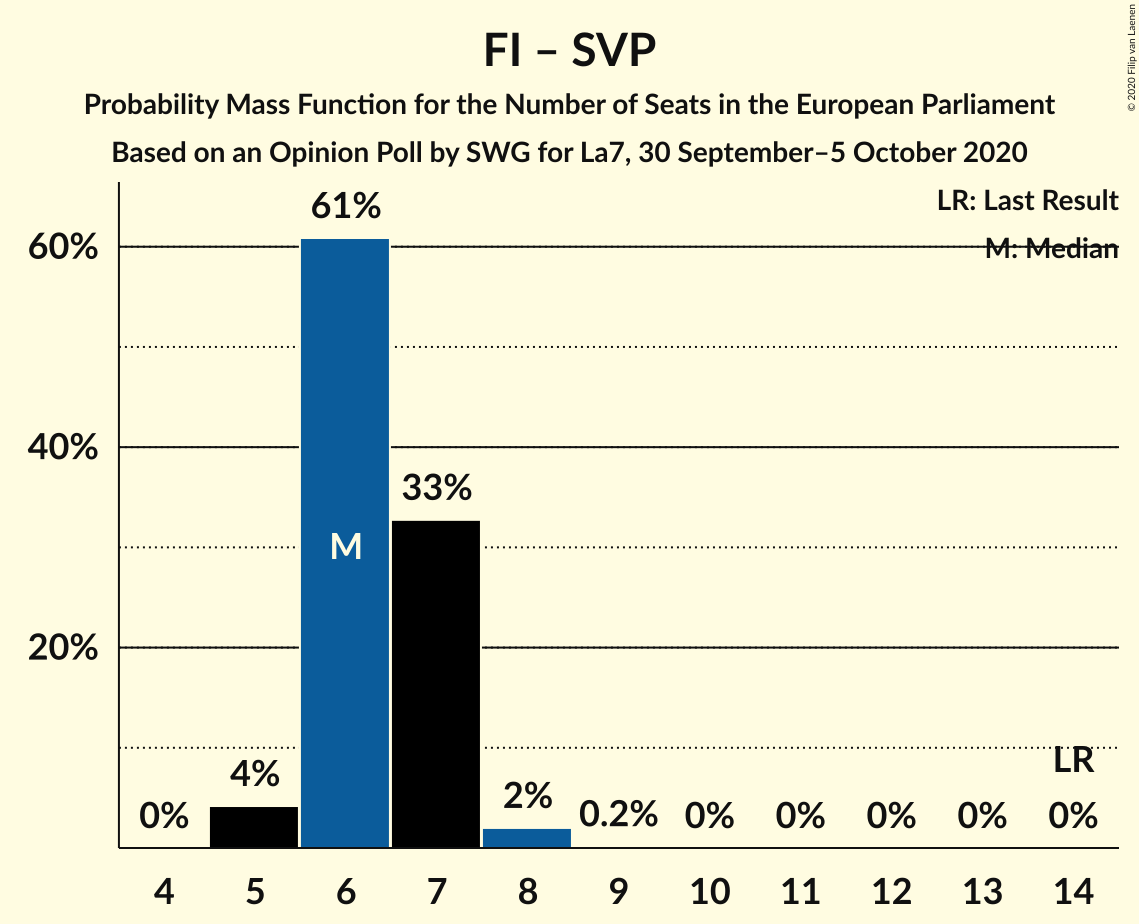 FI – SVP
Probability Mass Function for the Number of Seats in the European Parliament
Based on an Opinion Poll by SWG for La7, 30 September–5 October 2020
© 2020 Filip van Laenen
LR: Last Result
M: Median
60%
40%
20%
61%
33%
M
4%
0%
2%
0.2%
0%
0%
0%
0%
LR
0%
4 5 6 7 8 9 10 11 12 13 14